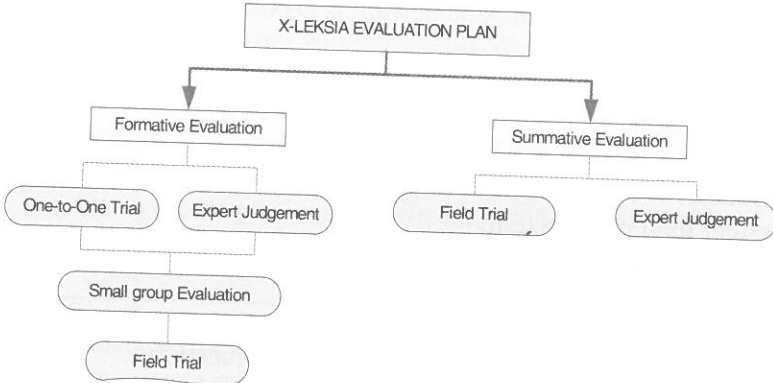 X-LEKSIA EVALUATION PLAN
Formative Evaluation
Summative Evaluation
One-to-One Trial
Expert Judgement
Field Trial
Expert Judgement
Small group Evaluation
Field Trial